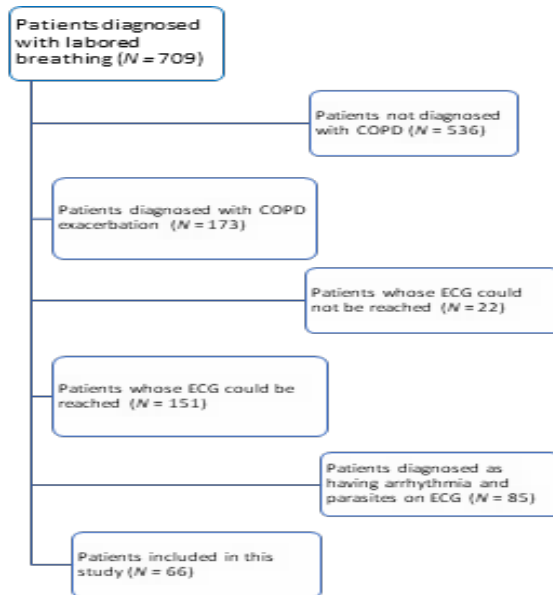 Patients diagnosed
with labored
breathing (N = 709)
Patients not diagnosed
with COPD (N = 536)
Patients diagnosed with COPD
exacerbation (N = 173)
Patients whose ECG could
not be reached (N = 22)
Patients whose ECG could be
reached (N = 151)
Patients diagnosed as
having arrhythmia and
parasites on ECG (N = 85)
Patients included in this
study (N = 66)